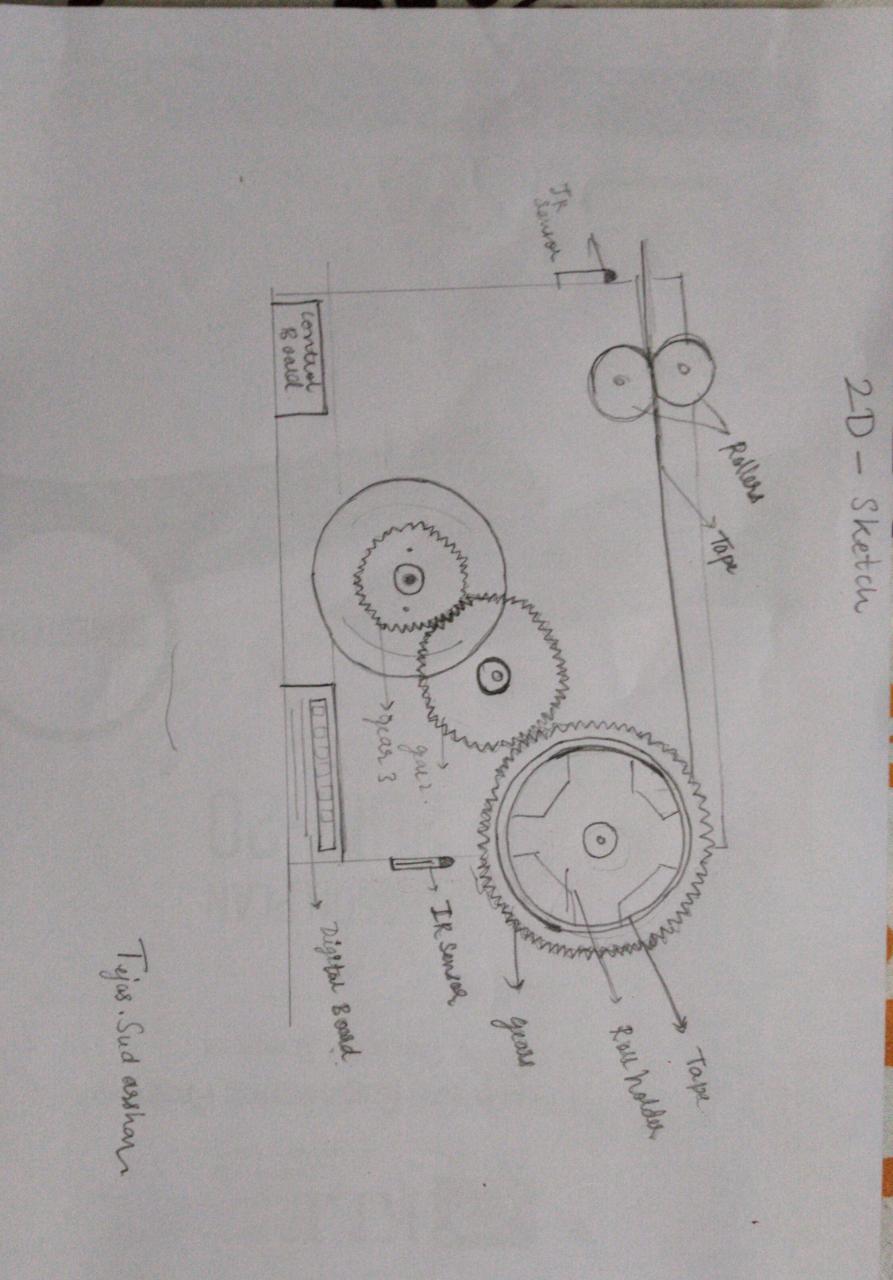 2D - Sketch
IR
Sensor
Rollers
Tape
Control
Board
gear 3
gear 2.
IR Sensor
Tape
Roll holder
gears
Digital Board.
Tejas. Sudarshan